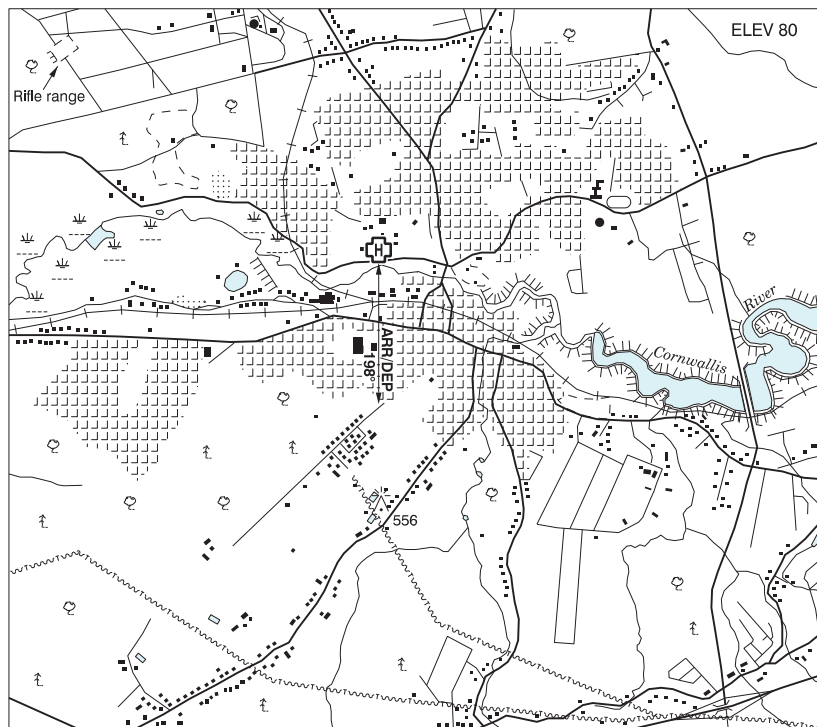 ELEV 80
Rifle range
H
River
Cornwallis
ARR DEP
198°
556